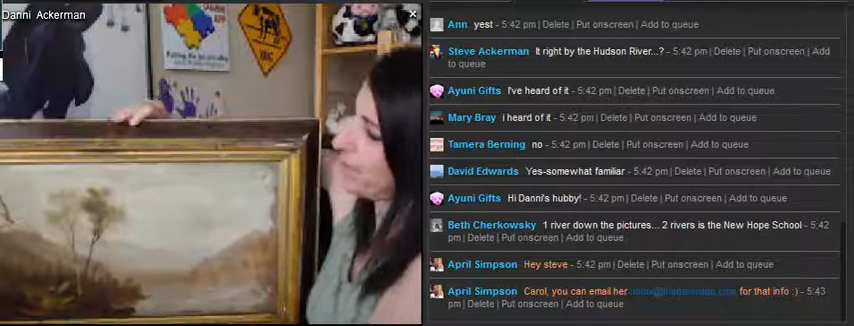 Danni Ackerman
Ann yest - 5:42 pm | Delete | Put onscreen | Add to queue
Steve Ackerman It right by the Hudson River...? - 5:42 pm | Delete | Put onscreen | Add
to queue
Ayuni Gifts I've heard of it - 5:42 pm | Delete | Put onscreen | Add to queue
Mary Bray i heard of it - 5:42 pm | Delete | Put onscreen | Add to queue
Tamera Berning no - 5:42 pm | Delete | Put onscreen | Add to queue
David Edwards Yes-somewhat familiar - 5:42 pm | Delete | Put onscreen | Add to queue
Ayuni Gifts Hi Danni's hubby! - 5:42 pm | Delete | Put onscreen | Add to queue
Beth Cherkowsky 1 river down the pictures... 2 rivers is the New Hope School - 5:42
pm | Delete | Put onscreen | Add to queue
April Simpson Hey steve - 5:42 pm | Delete | Put onscreen | Add to queue
April Simpson Carol, you can email her for that info :) - 5:43
pm | Delete | Put onscreen | Add to queue